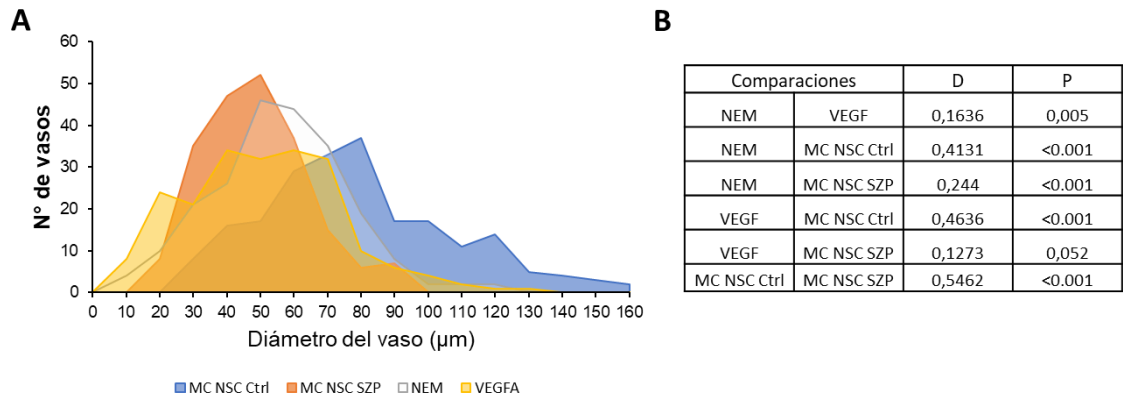 A
B
N° de vasos
60
50
40
30
20
10
0
0 10 20 30 40 50 60 70 80 90 100 110 120 130 140 150 160
Diámetro del vaso (µm)
MC NSC Ctrl MC NSC SZP NEM VEGFA
Comparaciones D P
NEM VEGF 0,1636 0,005
NEM MC NSC Ctrl 0,4131 <0.001
NEM MC NSC SZP 0,244 <0.001
VEGF MC NSC Ctrl 0,4636 <0.001
VEGF MC NSC SZP 0,1273 0,052
MC NSC Ctrl MC NSC SZP 0,5462 <0.001